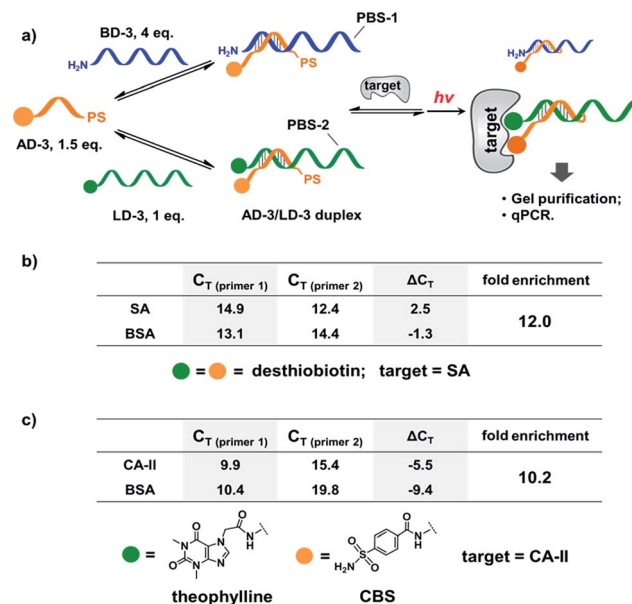 a)
BD-3, 4 eq.
PBS-1
H₂N
H₂N
PS
AD-3, 1.5 eq.
PS
target
hν
target
PBS-2
PS
LD-3, 1 eq.
AD-3/LD-3 duplex
• Gel purification;
• qPCR.
b)
C_T (primer 1) C_T (primer 2) ΔC_T fold enrichment
SA 14.9 12.4 2.5 12.0
BSA 13.1 14.4 -1.3
= = desthiobiotin; target = SA
c)
C_T (primer 1) C_T (primer 2) ΔC_T fold enrichment
CA-II 9.9 15.4 -5.5 10.2
BSA 10.4 19.8 -9.4
= O O N N O N N N H = H₂N S O O O N H target = CA-II
theophylline CBS